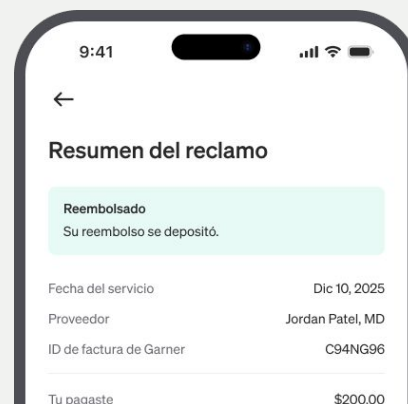 9:41
Resumen del reclamo
Reembolsado
Su reembolso se depositó.
Fecha del servicio Dic 10, 2025
Proveedor Jordan Patel, MD
ID de factura de Garner C94NG96
Tu pagaste $200.00